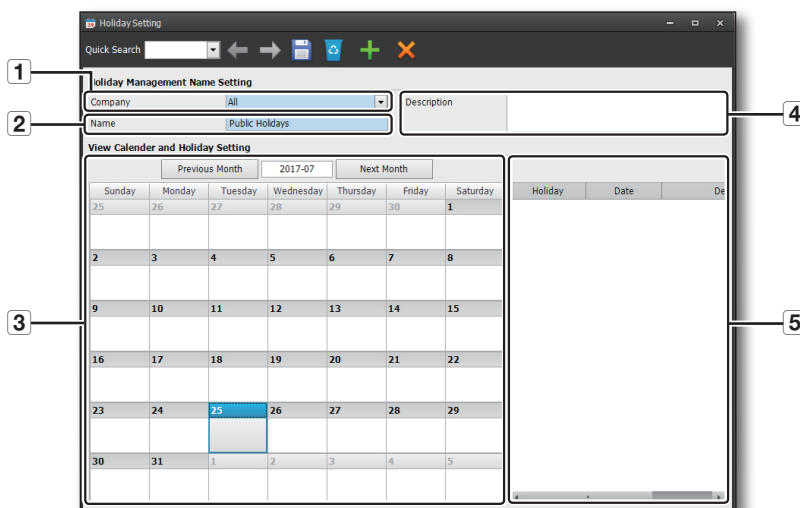 Holiday Setting
Quick Search
1
Holiday Management Name Setting
Company All Description
4
2
Name Public Holidays
View Calender and Holiday Setting
Previous Month 2017-07 Next Month
Sunday Monday Tuesday Wednesday Thursday Friday Saturday Holiday Date De
25 26 27 28 29 30 1
2 3 4 5 6 7 8
9 10 11 12 13 14 15
3
5
16 17 18 19 20 21 22
23 24 25 26 27 28 29
30 31 1 2 3 4 5